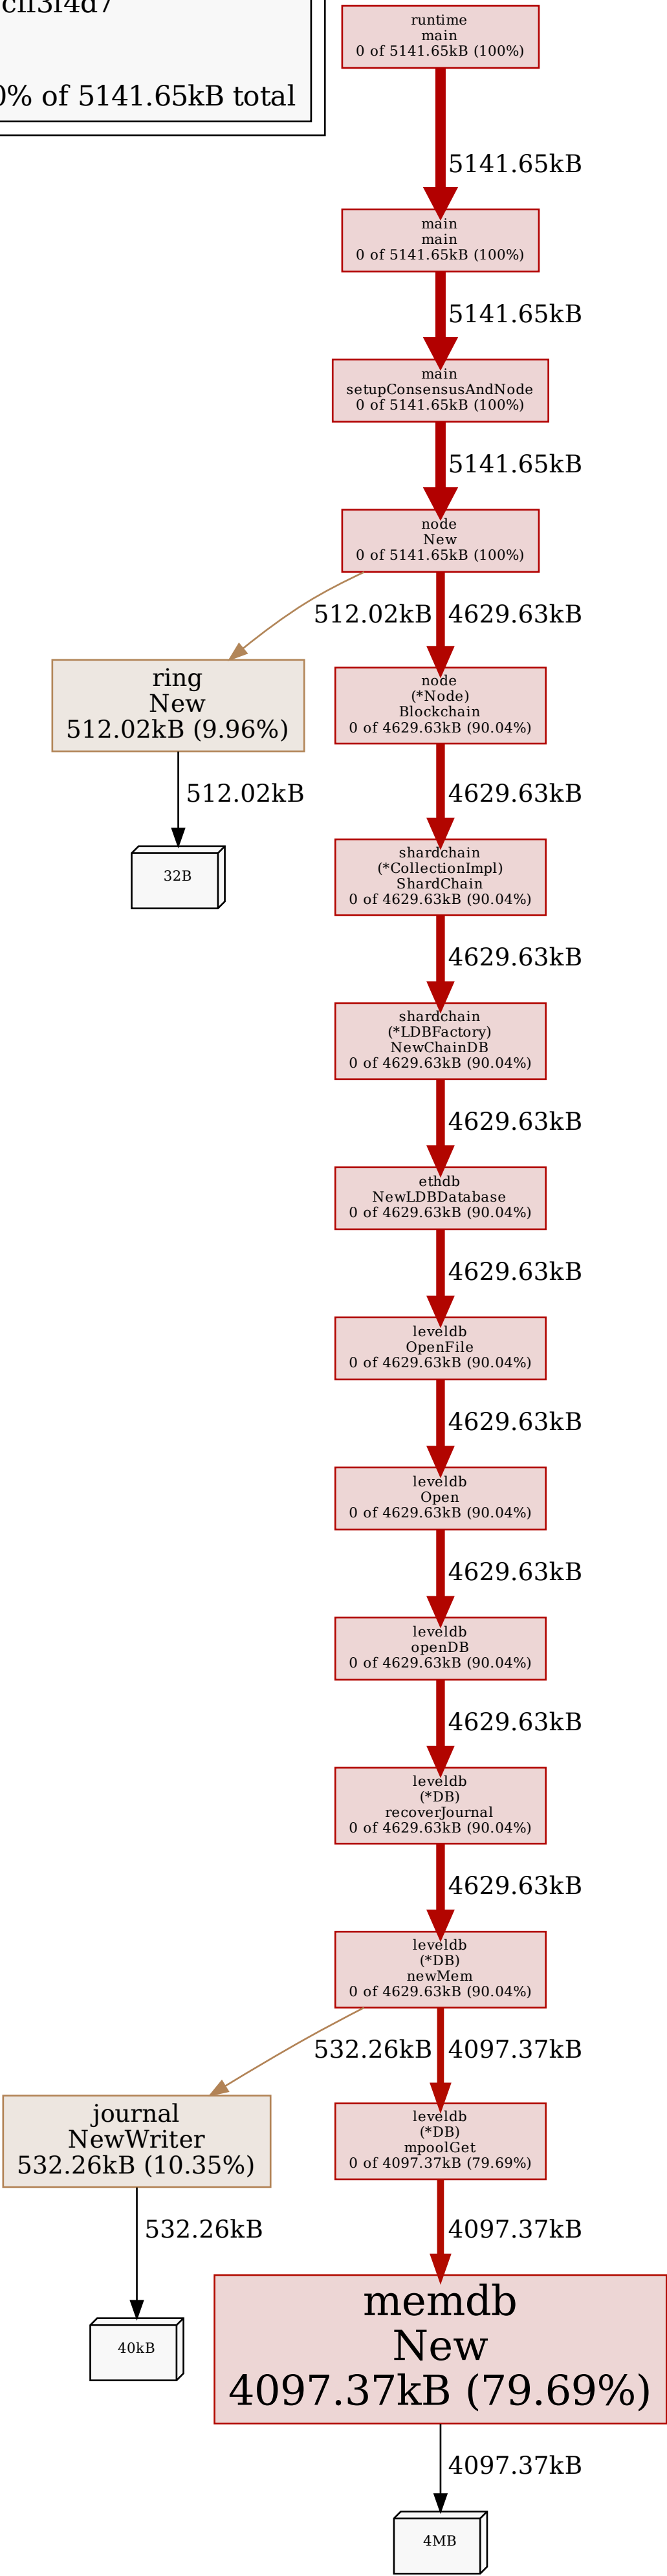 of 5141.65kB total
runtime
main
0 of 5141.65kB (100%)
5141.65kB
main
main
0 of 5141.65kB (100%)
5141.65kB
main
setupConsensusAndNode
0 of 5141.65kB (100%)
5141.65kB
node
New
0 of 5141.65kB (100%)
512.02kB
4629.63kB
ring
New
512.02kB (9.96%)
node
(*Node)
Blockchain
0 of 4629.63kB (90.04%)
512.02kB
4629.63kB
32B
shardchain
(*CollectionImpl)
ShardChain
0 of 4629.63kB (90.04%)
4629.63kB
shardchain
(*LDBFactory)
NewChainDB
0 of 4629.63kB (90.04%)
4629.63kB
ethdb
NewLDBDatabase
0 of 4629.63kB (90.04%)
4629.63kB
leveldb
OpenFile
0 of 4629.63kB (90.04%)
4629.63kB
leveldb
Open
0 of 4629.63kB (90.04%)
4629.63kB
leveldb
openDB
0 of 4629.63kB (90.04%)
4629.63kB
leveldb
(*DB)
recoverJournal
0 of 4629.63kB (90.04%)
4629.63kB
leveldb
(*DB)
newMem
0 of 4629.63kB (90.04%)
532.26kB
4097.37kB
journal
NewWriter
532.26kB (10.35%)
leveldb
(*DB)
mpoolGet
0 of 4097.37kB (79.69%)
532.26kB
4097.37kB
40kB
memdb
New
4097.37kB (79.69%)
4097.37kB
4MB